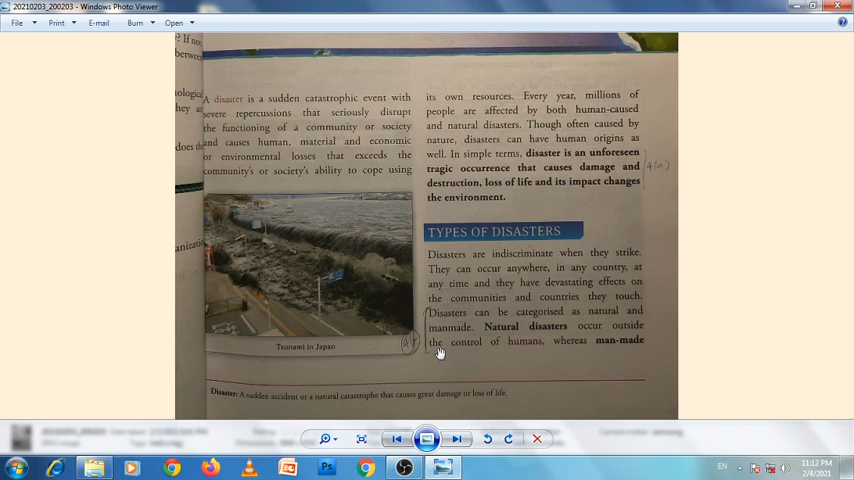 20210203_200203 - Windows Photo Viewer
File Print E-mail Burn Open
? If no
between
A disaster is a sudden catastrophic event with
severe repercussions that seriously disrupt
the functioning of a community or society
and causes human, material and economic
or environmental losses that exceeds the
community's or society's ability to cope using
Tsunami in Japan
its own resources. Every year, millions of
people are affected by both human-caused
and natural disasters. Though often caused by
nature, disasters can have human origins as
well. In simple terms, disaster is an unforeseen
tragic occurrence that causes damage and
destruction, loss of life and its impact changes
the environment.
4(a)
TYPES OF DISASTERS
Disasters are indiscriminate when they strike.
They can occur anywhere, in any country, at
any time and they have devastating effects on
the communities and countries they touch.
Disasters can be categorised as natural and
manmade. Natural disasters occur outside
the control of humans, whereas man-made
Disaster: A sudden accident or a natural catastrophe that causes great damage or loss of life.
EN
11:12 PM
2/4/2021